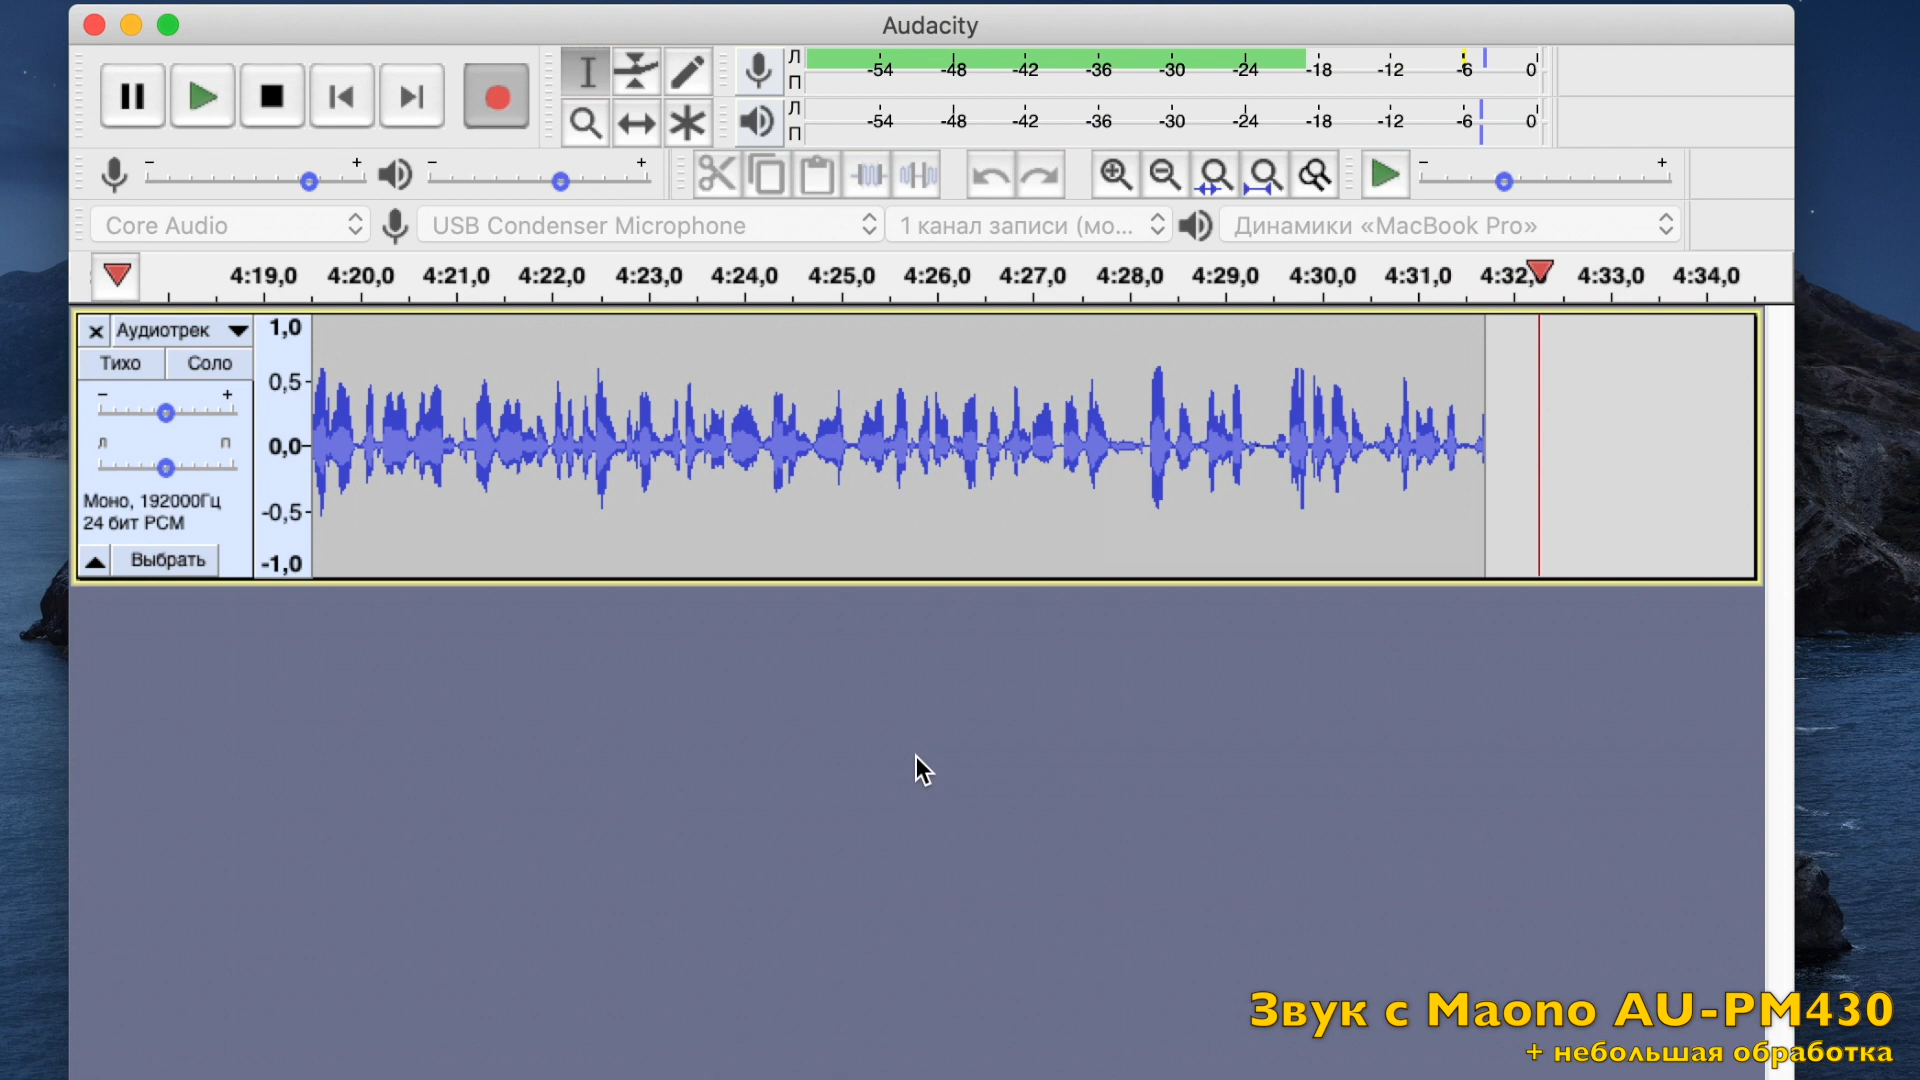 Audacity
Л
-54 -48 -42 -36 -30 -24 -18 -12 -6 0
П
Л
-54 -48 -42 -36 -30 -24 -18 -12 -6 0
П
- + - + - +
Core Audio USB Condenser Microphone 1 канал записи (мо... Динамики «MacBook Pro»
4:19,0 4:20,0 4:21,0 4:22,0 4:23,0 4:24,0 4:25,0 4:26,0 4:27,0 4:28,0 4:29,0 4:30,0 4:31,0 4:32,0 4:33,0 4:34,0
Аудиотрек 1,0
Тихо Соло
0,5
- +
Л П
0,0
Моно, 192000Гц
24 бит PCM
-0,5
Выбрать -1,0
Звук с Maono AU-PM430
+ небольшая обработка